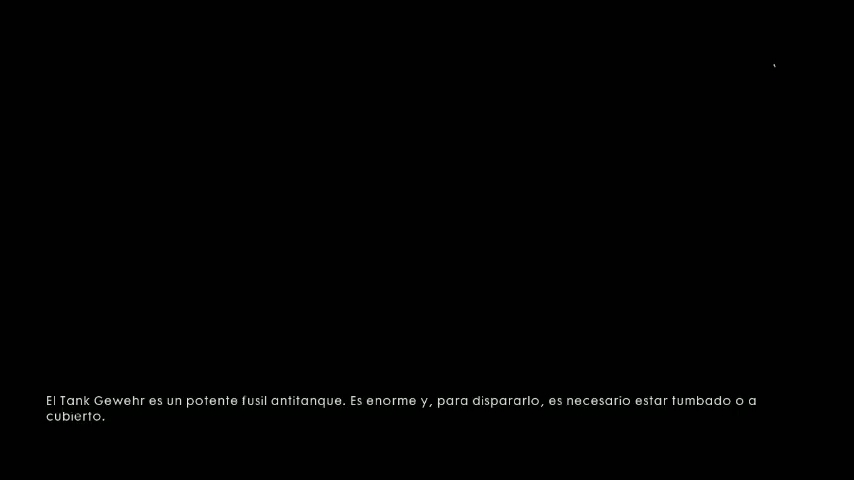 El Tank Gewehr es un potente fusil antitanque. Es enorme y, para dispararlo, es necesario estar tumbado o a
cubierto.